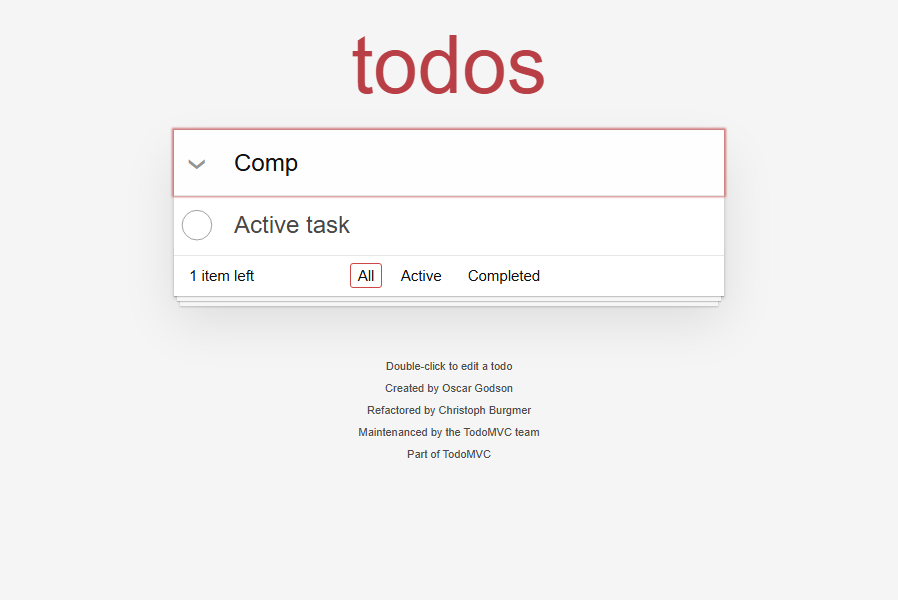 todos
Comp
Active task
1 item left All Active Completed
Double-click to edit a todo
Created by Oscar Godson
Refactored by Christoph Burgmer
Maintenanced by the TodoMVC team
Part of TodoMVC